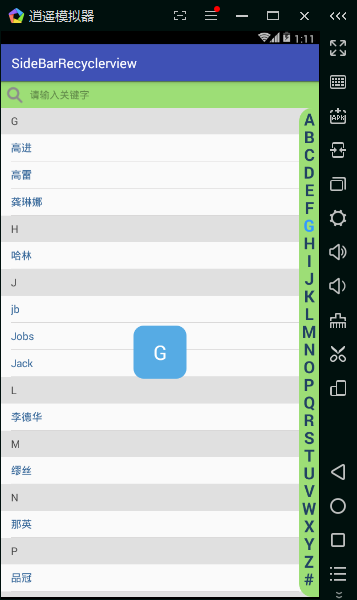 逍遥模拟器
1:11
SideBarRecyclerview
请输入关键字
G
高进
高雷
龚琳娜
H
哈林
J
jb
Jobs
Jack
L
李德华
M
缪丝
N
那英
P
品冠
G
A
B
C
D
E
F
G
H
I
J
K
L
M
N
O
P
Q
R
S
T
U
V
W
X
Y
Z
#
APK